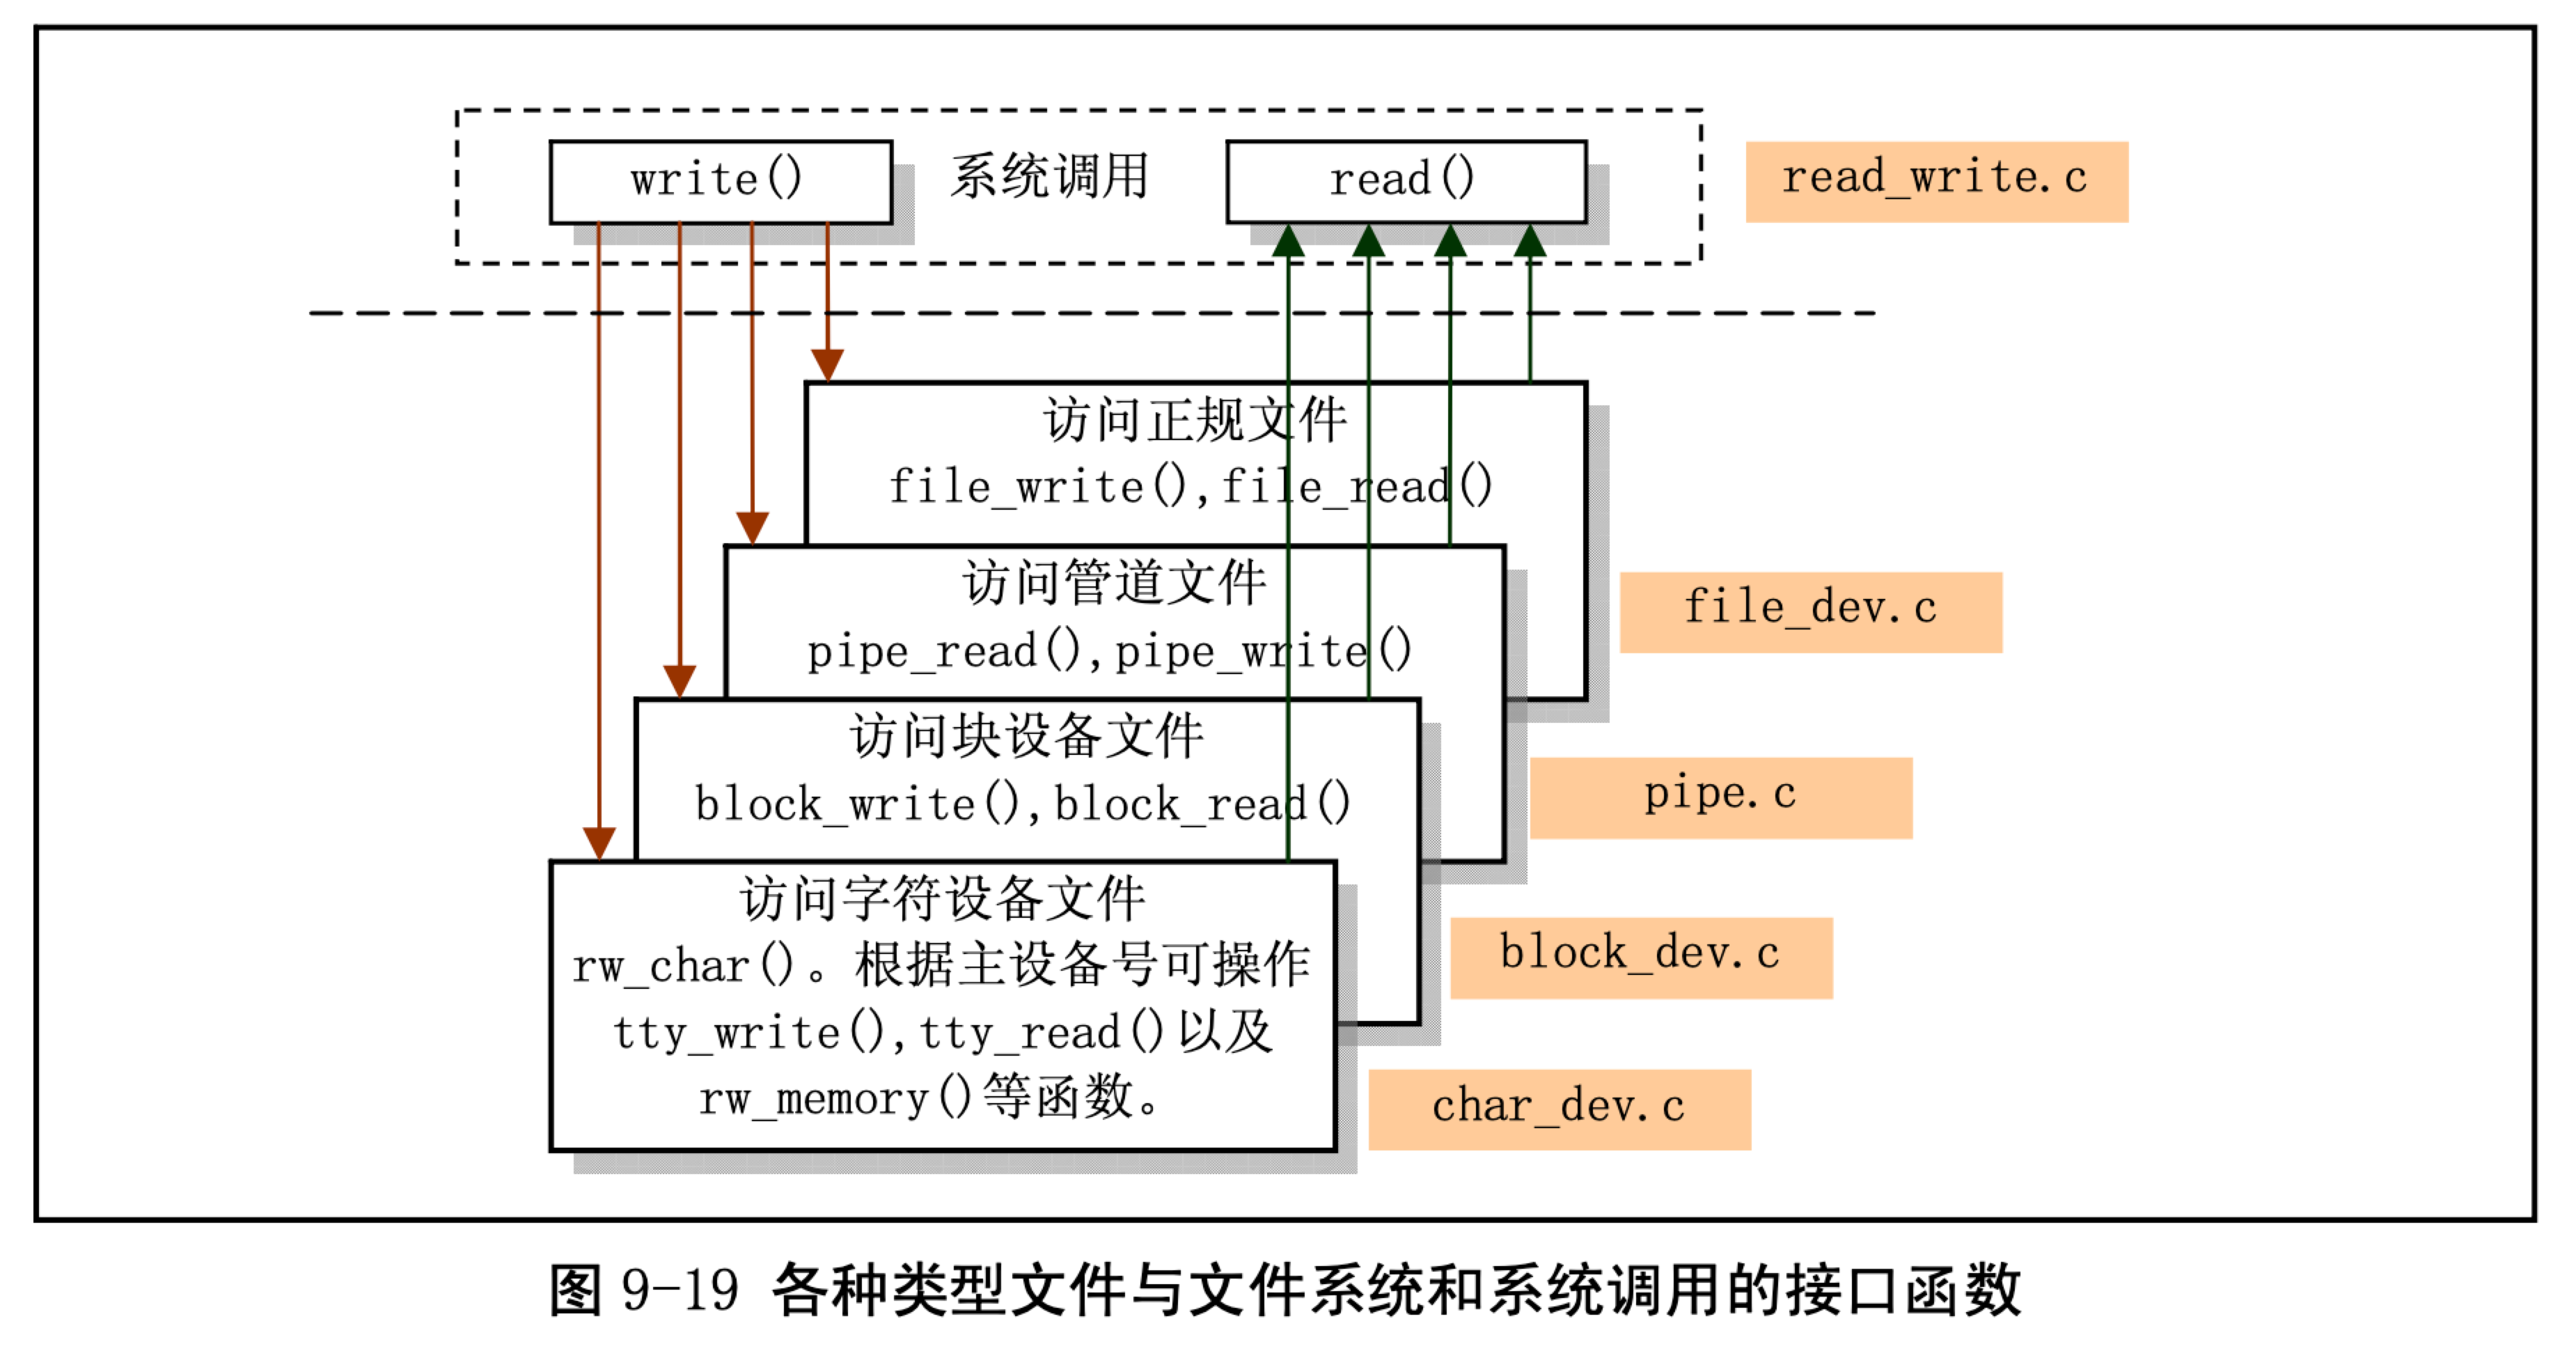 write()
系统调用
read()
read_write.c
访问正规文件
file_write(),file_read()
访问管道文件
file_dev.c
pipe_read(),pipe_write()
访问块设备文件
pipe.c
block_write(),block_read()
访问字符设备文件
block_dev.c
rw_char()。根据主设备号可操作
tty_write(),tty_read()以及
rw_memory()等函数。
char_dev.c
图 9-19 各种类型文件与文件系统和系统调用的接口函数